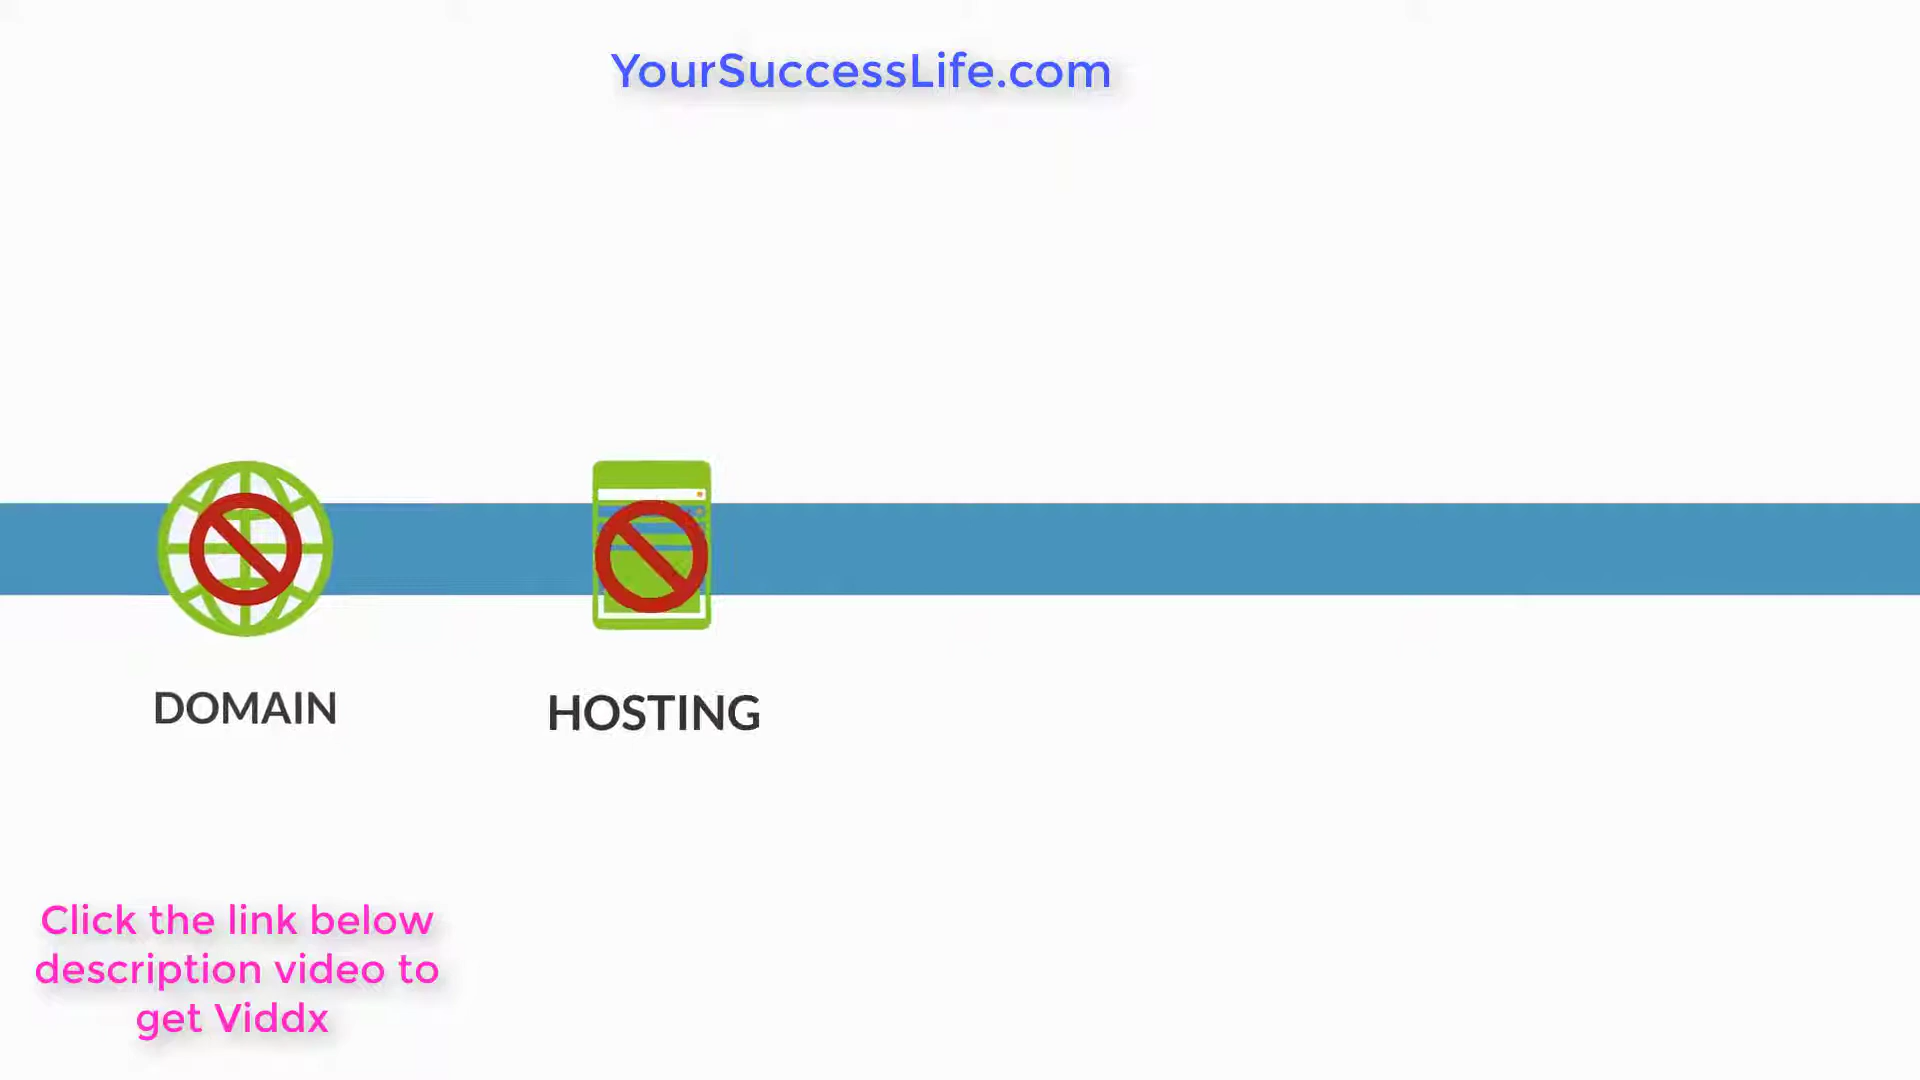 YourSuccessLife.com
DOMAIN
HOSTING
Click the link below
description video to
get Viddx